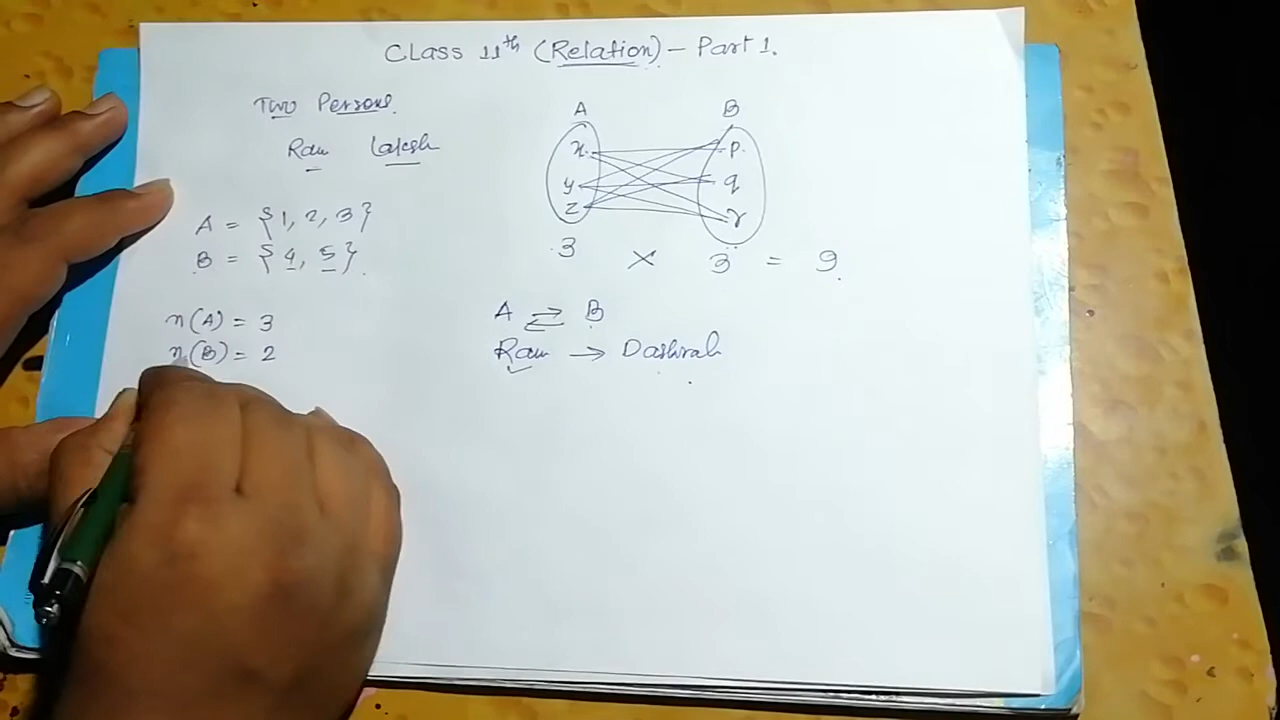 Class 11th (Relation) - Part 1.
Two Persons.
Ram Lakesh
A = {1, 2, 3}
B = {4, 5}.
n(A) = 3
n(B) = 2
A B
x. p.
y q
z r
3 × 3 = 9.
A ⇄ B
Ram → Dashrah